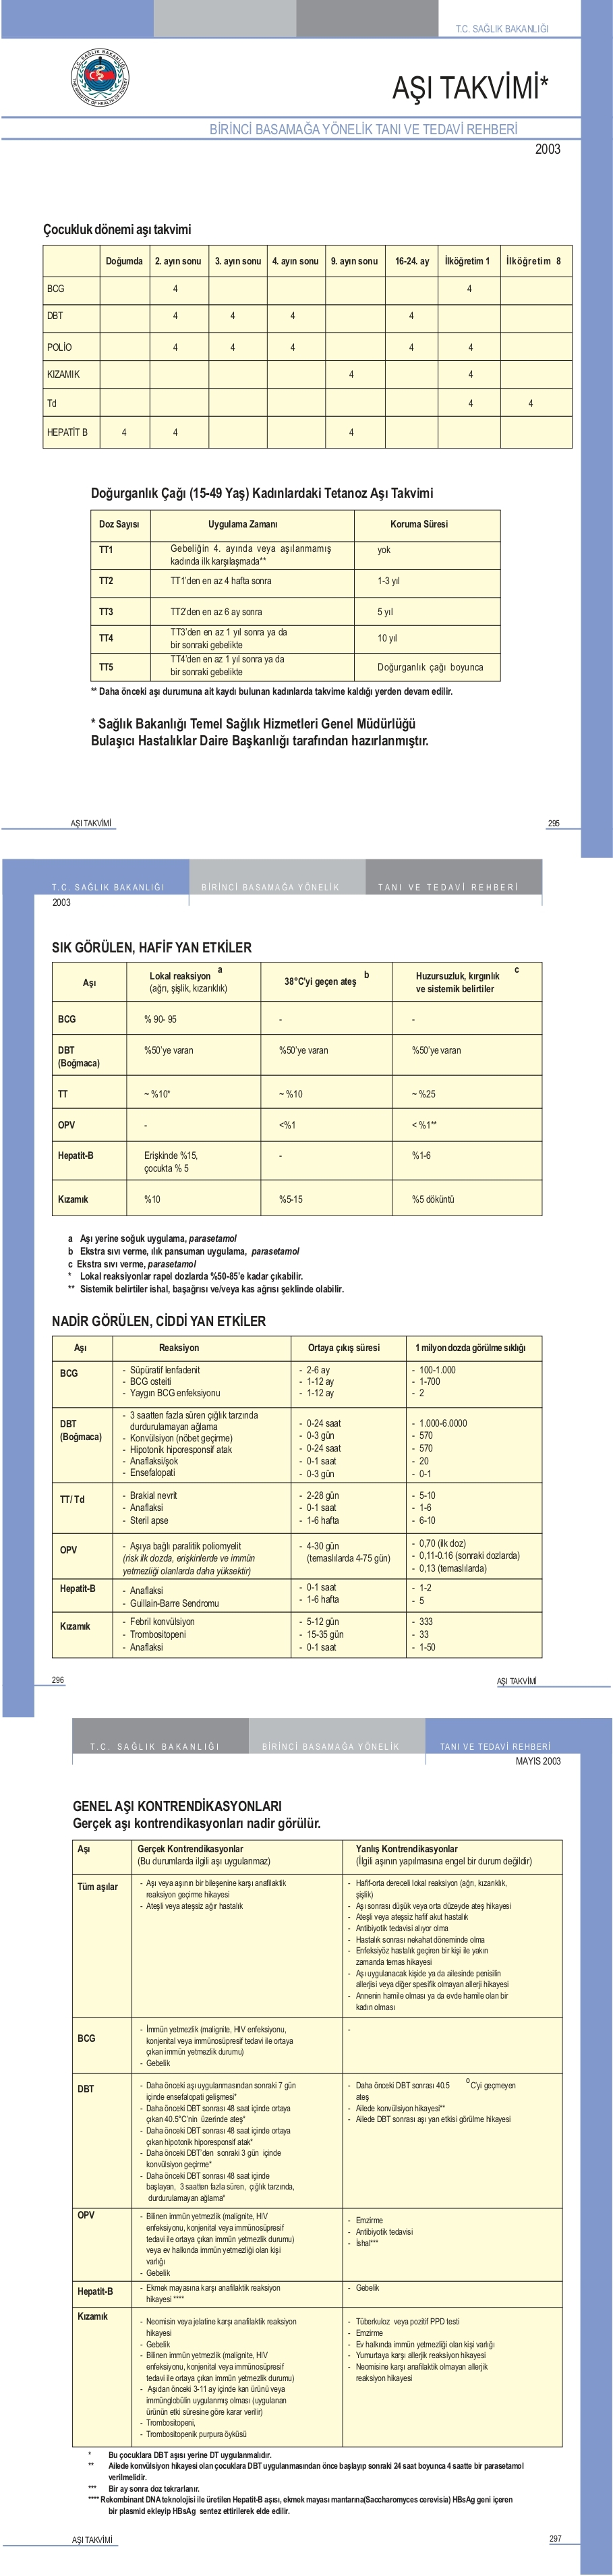 T.C. SAĞLIK BAKANLIĞI
T.C. SAĞLIK BAKANLIĞI
THE MINISTRY OF HEALTH OF TURKEY
AŞI TAKVİMİ*
BİRİNCİ BASAMAĞA YÖNELİK TANI VE TEDAVİ REHBERİ
2003
Çocukluk dönemi aşı takvimi
Doğumda 2. ayın sonu 3. ayın sonu 4. ayın sonu 9. ayın sonu 16-24. ay İlköğretim 1 İlköğretim 8
BCG 4 4
DBT 4 4 4 4
POLİO 4 4 4 4 4
KIZAMIK 4 4
Td 4 4
HEPATİT B 4 4 4
Doğurganlık Çağı (15-49 Yaş) Kadınlardaki Tetanoz Aşı Takvimi
Doz Sayısı Uygulama Zamanı Koruma Süresi
TT1 Gebeliğin 4. ayında veya aşılanmamış
kadında ilk karşılaşmada** yok
TT2 TT1'den en az 4 hafta sonra 1-3 yıl
TT3 TT2'den en az 6 ay sonra 5 yıl
TT4 TT3'den en az 1 yıl sonra ya da
bir sonraki gebelikte 10 yıl
TT5 TT4'den en az 1 yıl sonra ya da
bir sonraki gebelikte Doğurganlık çağı boyunca
** Daha önceki aşı durumuna ait kaydı bulunan kadınlarda takvime kaldığı yerden devam edilir.
* Sağlık Bakanlığı Temel Sağlık Hizmetleri Genel Müdürlüğü
Bulaşıcı Hastalıklar Daire Başkanlığı tarafından hazırlanmıştır.
AŞI TAKVİMİ 295
T.C. SAĞLIK BAKANLIĞI BİRİNCİ BASAMAĞA YÖNELİK TANI VE TEDAVİ REHBERİ
2003
SIK GÖRÜLEN, HAFİF YAN ETKİLER
Aşı Lokal reaksiyon a
(ağrı, şişlik, kızarıklık) 38°C'yi geçen ateş b Huzursuzluk, kırgınlık c
ve sistemik belirtiler
BCG % 90- 95 - -
DBT %50'ye varan %50'ye varan %50'ye varan
(Boğmaca)
TT ~ %10* ~ %10 ~ %25
OPV - <%1 < %1**
Hepatit-B Erişkinde %15, - %1-6
çocukta % 5
Kızamık %10 %5-15 %5 döküntü
a Aşı yerine soğuk uygulama, parasetamol
b Ekstra sıvı verme, ılık pansuman uygulama, parasetamol
c Ekstra sıvı verme, parasetamol
* Lokal reaksiyonlar rapel dozlarda %50-85'e kadar çıkabilir.
** Sistemik belirtiler ishal, başağrısı ve/veya kas ağrısı şeklinde olabilir.
NADİR GÖRÜLEN, CİDDİ YAN ETKİLER
Aşı Reaksiyon Ortaya çıkış süresi 1 milyon dozda görülme sıklığı
BCG - Süpüratif lenfadenit - 2-6 ay - 100-1.000
- BCG osteiti - 1-12 ay - 1-700
- Yaygın BCG enfeksiyonu - 1-12 ay - 2
DBT
(Boğmaca)
- 3 saatten fazla süren çığlık tarzında
durdurulamayan ağlama - 0-24 saat - 1.000-6.0000
- Konvülsiyon (nöbet geçirme) - 0-3 gün - 570
- Hipotonik hiporesponsif atak - 0-24 saat - 570
- Anaflaksi/şok - 0-1 saat - 20
- Ensefalopati - 0-3 gün - 0-1
TT/ Td - Brakial nevrit - 2-28 gün - 5-10
- Anaflaksi - 0-1 saat - 1-6
- Steril apse - 1-6 hafta - 6-10
OPV - Aşıya bağlı paralitik poliomyelit - 4-30 gün - 0,70 (ilk doz)
(risk ilk dozda, erişkinlerde ve immün (temaslılarda 4-75 gün) - 0,11-0.16 (sonraki dozlarda)
yetmezliği olanlarda daha yüksektir) - 0,13 (temaslılarda)
Hepatit-B - Anaflaksi - 0-1 saat - 1-2
- Guillain-Barre Sendromu - 1-6 hafta - 5
Kızamık - Febril konvülsiyon - 5-12 gün - 333
- Trombositopeni - 15-35 gün - 33
- Anaflaksi - 0-1 saat - 1-50
296 AŞI TAKVİMİ
T.C. SAĞLIK BAKANLIĞI BİRİNCİ BASAMAĞA YÖNELİK TANI VE TEDAVİ REHBERİ
MAYIS 2003
GENEL AŞI KONTRENDİKASYONLARI
Gerçek aşı kontrendikasyonları nadir görülür.
Aşı Gerçek Kontrendikasyonlar Yanlış Kontrendikasyonlar
(Bu durumlarda ilgili aşı uygulanmaz) (İlgili aşının yapılmasına engel bir durum değildir)
Tüm aşılar
- Aşı veya aşının bir bileşenine karşı anafilaktik
reaksiyon geçirme hikayesi
- Ateşli veya ateşsiz ağır hastalık
- Hafif-orta dereceli lokal reaksiyon (ağrı, kızarıklık,
şişlik)
- Aşı sonrası düşük veya orta düzeyde ateş hikayesi
- Ateşli veya ateşsiz hafif akut hastalık
- Antibiyotik tedavisi alıyor olma
- Hastalık sonrası nekahat döneminde olma
- Enfeksiyöz hastalık geçiren bir kişi ile yakın
zamanda temas hikayesi
- Aşı uygulanacak kişide ya da ailesinde penisilin
allerjisi veya diğer spesifik olmayan allerji hikayesi
- Annenin hamile olması ya da evde hamile olan bir
kadın olması
BCG
- İmmün yetmezlik (malignite, HIV enfeksiyonu,
konjenital veya immünosüpresif tedavi ile ortaya
çıkan immün yetmezlik durumu)
- Gebelik
-
DBT
- Daha önceki aşı uygulanmasından sonraki 7 gün
içinde ensefalopati gelişmesi*
- Daha önceki DBT sonrası 48 saat içinde ortaya
çıkan 40.5°C'nin üzerinde ateş*
- Daha önceki DBT sonrası 48 saat içinde ortaya
çıkan hipotonik hiporesponsif atak*
- Daha önceki DBT'den sonraki 3 gün içinde
konvülsiyon geçirme*
- Daha önceki DBT sonrası 48 saat içinde
başlayan, 3 saatten fazla süren, çığlık tarzında,
durdurulamayan ağlama*
- Daha önceki DBT sonrası 40.5 °C'yi geçmeyen
ateş
- Ailede konvülsiyon hikayesi**
- Ailede DBT sonrası aşı yan etkisi görülme hikayesi
OPV
- Bilinen immün yetmezlik (malignite, HIV
enfeksiyonu, konjenital veya immünosüpresif
tedavi ile ortaya çıkan immün yetmezlik durumu)
veya ev halkında immün yetmezliği olan kişi
varlığı
- Gebelik
- Emzirme
- Antibiyotik tedavisi
- İshal***
Hepatit-B
- Ekmek mayasına karşı anafilaktik reaksiyon
hikayesi ****
- Gebelik
Kızamık
- Neomisin veya jelatine karşı anafilaktik reaksiyon
hikayesi
- Gebelik
- Bilinen immün yetmezlik (malignite, HIV
enfeksiyonu, konjenital veya immünosüpresif
tedavi ile ortaya çıkan immün yetmezlik durumu)
- Aşıdan önceki 3-11 ay içinde kan ürünü veya
immünglobülin uygulanmış olması (uygulanan
ürünün etki süresine göre karar verilir)
- Trombositopeni,
- Trombositopenik purpura öyküsü
- Tüberküloz veya pozitif PPD testi
- Emzirme
- Ev halkında immün yetmezliği olan kişi varlığı
- Yumurtaya karşı allerjik reaksiyon hikayesi
- Neomisine karşı anafilaktik olmayan allerjik
reaksiyon hikayesi
* Bu çocuklara DBT aşısı yerine DT uygulanmalıdır.
** Ailede konvülsiyon hikayesi olan çocuklara DBT uygulanmasından önce başlayıp sonraki 24 saat boyunca 4 saatte bir parasetamol
verilmelidir.
*** Bir ay sonra doz tekrarlanır.
**** Rekombinant DNA teknolojisi ile üretilen Hepatit-B aşısı, ekmek mayası mantarına(Saccharomyces cerevisia) HBsAg geni içeren
bir plasmid ekleyip HBsAg sentez ettirilerek elde edilir.
AŞI TAKVİMİ 297